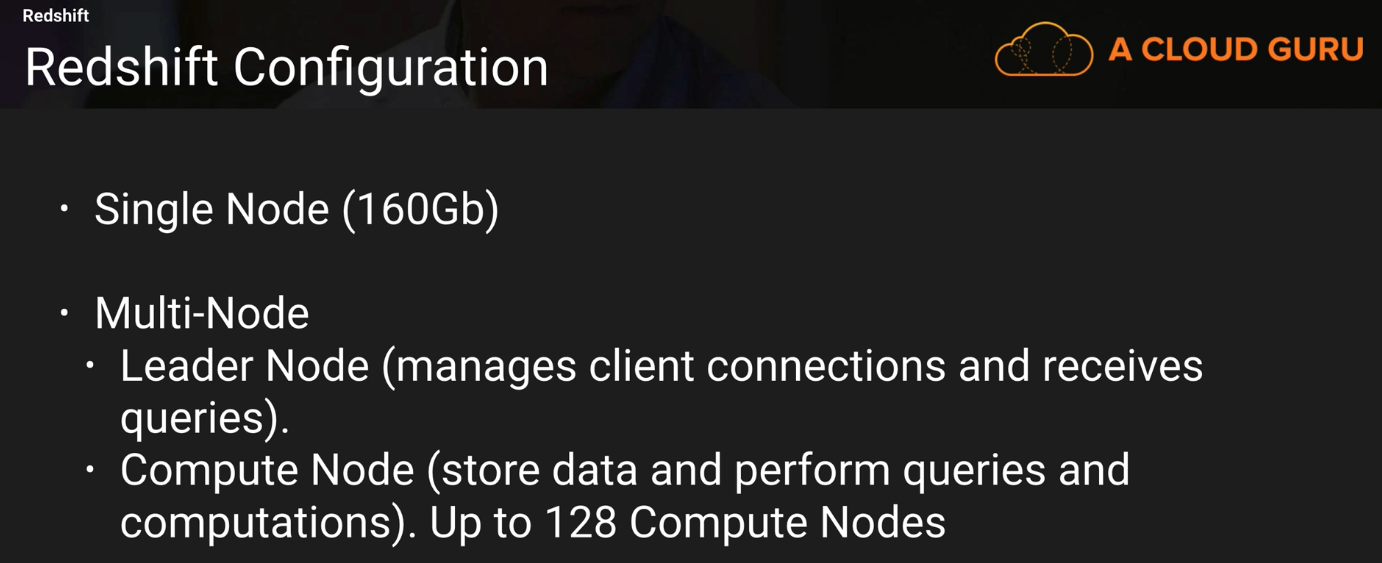 Redshift
Redshift Configuration
A CLOUD GURU
· Single Node (160Gb)
· Multi-Node
· Leader Node (manages client connections and receives
queries).
· Compute Node (store data and perform queries and
computations). Up to 128 Compute Nodes